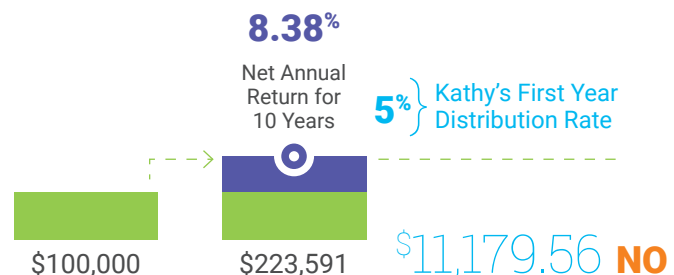 8.38%
Net Annual
Return for
10 Years
5%
Kathy's First Year
Distribution Rate
$100,000
$223,591
$11,179.56 NO